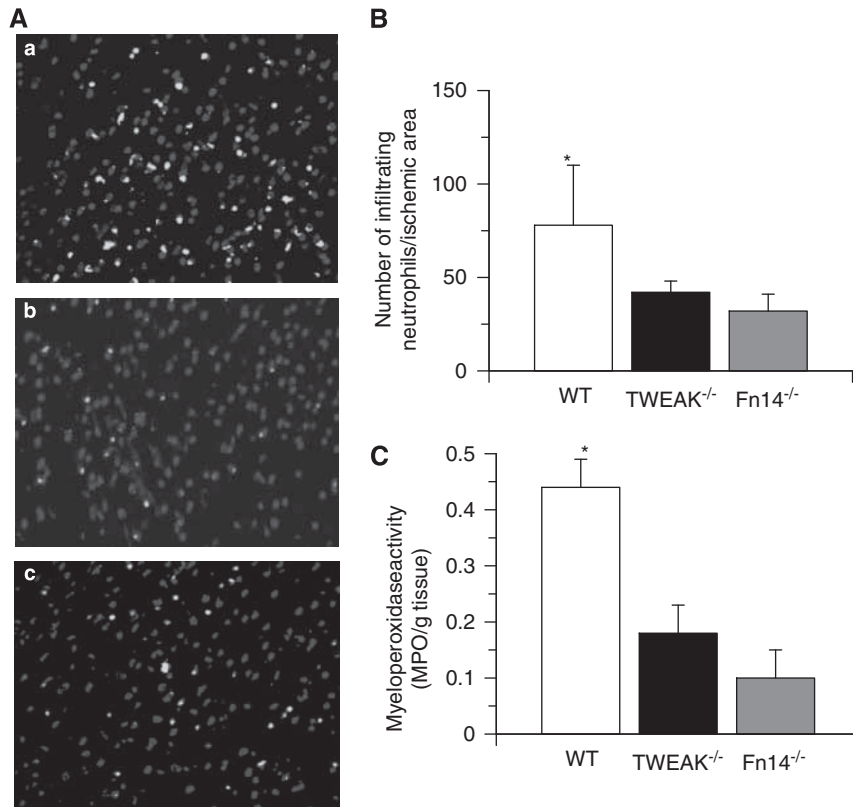 A
a
b
c
B
Number of infiltrating
neutrophils/ischemic area
150
100
50
0
*
WT
TWEAK-/-
Fn14-/-
C
Myeloperoxidaseactivity
(MPO/g tissue)
0.5
0.4
0.3
0.2
0.1
0
*
WT
TWEAK-/-
Fn14-/-